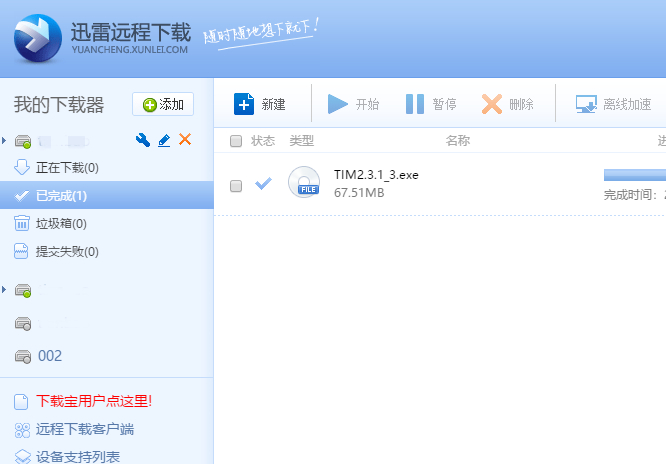 迅雷远程下载
YUANCHENG.XUNLEI.COM
随时随地想下就下!
我的下载器
添加
新建
开始
暂停
删除
离线加速
状态
类型
名称
正在下载(0)
已完成(1)
垃圾箱(0)
提交失败(0)
TIM2.3.1_3.exe
FILE
67.51MB
完成时间:
002
下载宝用户点这里!
远程下载客户端
设备支持列表